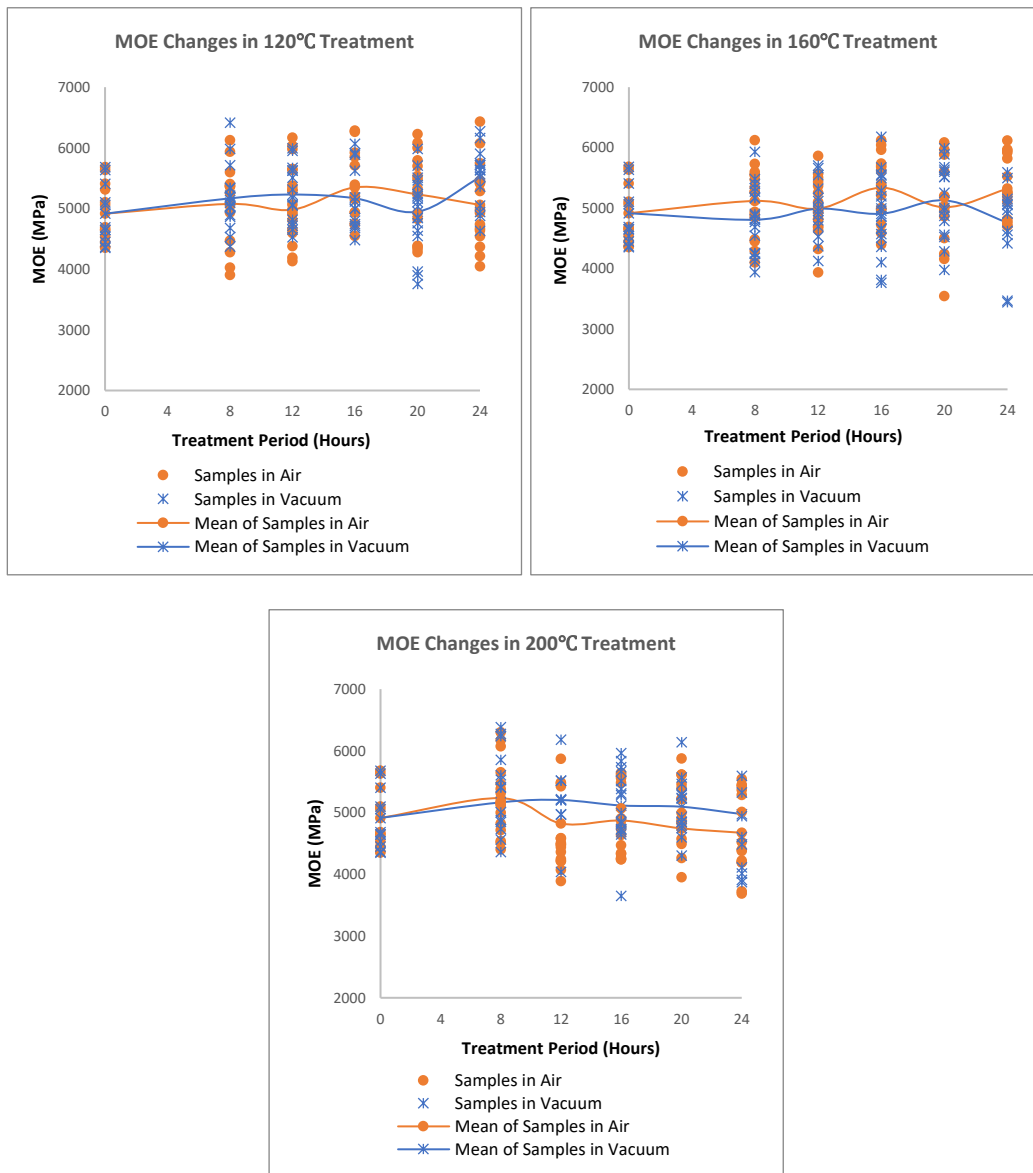 MOE Changes in 120℃ Treatment
7000
6000
5000
4000
3000
2000
MOE (MPa)
0 4 8 12 16 20 24
Treatment Period (Hours)
Samples in Air
Samples in Vacuum
Mean of Samples in Air
Mean of Samples in Vacuum
MOE Changes in 160℃ Treatment
7000
6000
5000
4000
3000
2000
MOE (MPa)
0 4 8 12 16 20 24
Treatment Period (Hours)
Samples in Air
Samples in Vacuum
Mean of Samples in Air
Mean of Samples in Vacuum
MOE Changes in 200℃ Treatment
7000
6000
5000
4000
3000
2000
MOE (MPa)
0 4 8 12 16 20 24
Treatment Period (Hours)
Samples in Air
Samples in Vacuum
Mean of Samples in Air
Mean of Samples in Vacuum